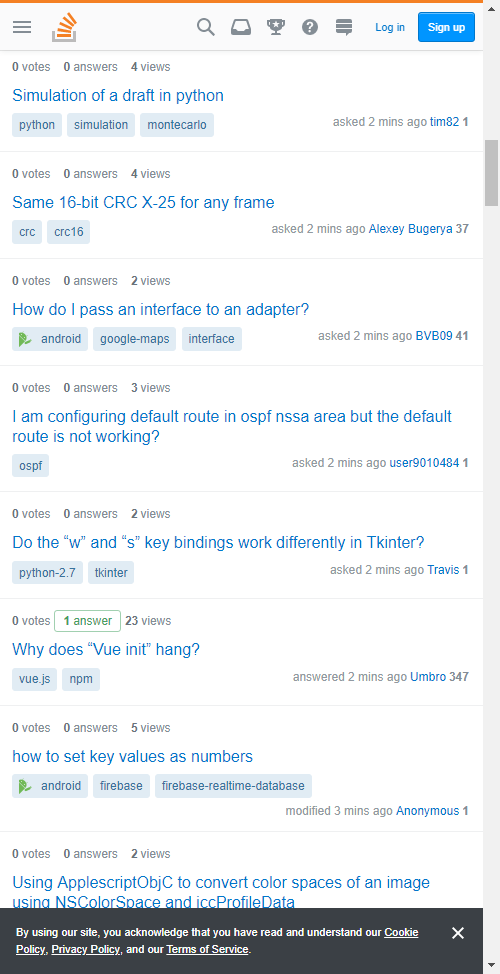 Log in
Sign up
0 votes 0 answers 4 views
Simulation of a draft in python
python simulation montecarlo
asked 2 mins ago tim82 1
0 votes 0 answers 4 views
Same 16-bit CRC X-25 for any frame
crc crc16
asked 2 mins ago Alexey Bugerya 37
0 votes 0 answers 2 views
How do I pass an interface to an adapter?
android google-maps interface
asked 2 mins ago BVB09 41
0 votes 0 answers 3 views
I am configuring default route in ospf nssa area but the default
route is not working?
ospf
asked 2 mins ago user9010484 1
0 votes 0 answers 2 views
Do the “w” and “s” key bindings work differently in Tkinter?
python-2.7 tkinter
asked 2 mins ago Travis 1
0 votes 1 answer 23 views
Why does “Vue init” hang?
vue.js npm
answered 2 mins ago Umbro 347
0 votes 0 answers 5 views
how to set key values as numbers
android firebase firebase-realtime-database
modified 3 mins ago Anonymous 1
0 votes 0 answers 2 views
Using ApplescriptObjC to convert color spaces of an image
using NSColorSpace and iccProfileData
By using our site, you acknowledge that you have read and understand our Cookie
Policy, Privacy Policy, and our Terms of Service.